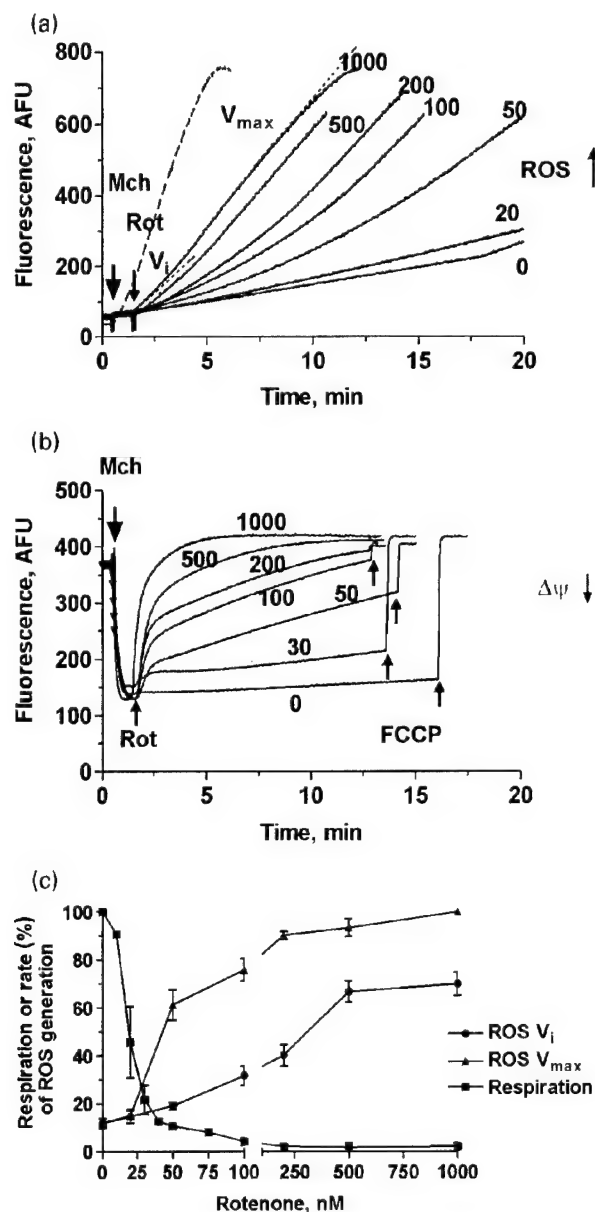 (a)
Fluorescence, AFU
800
600
400
200
0
Mch
Rot
Vi
Vmax
1000
500
200
100
50
20
0
ROS
0 5 10 15 20
Time, min
(b)
Mch
Fluorescence, AFU
500
400
300
200
100
0
1000
500
200
100
50
30
0
Rot
FCCP
Δψ
0 5 10 15 20
Time, min
(c)
Respiration or rate (%)
of ROS generation
100
80
60
40
20
0
ROS Vi
ROS Vmax
Respiration
0 25 50 75 100 250 500 750 1000
Rotenone, nM